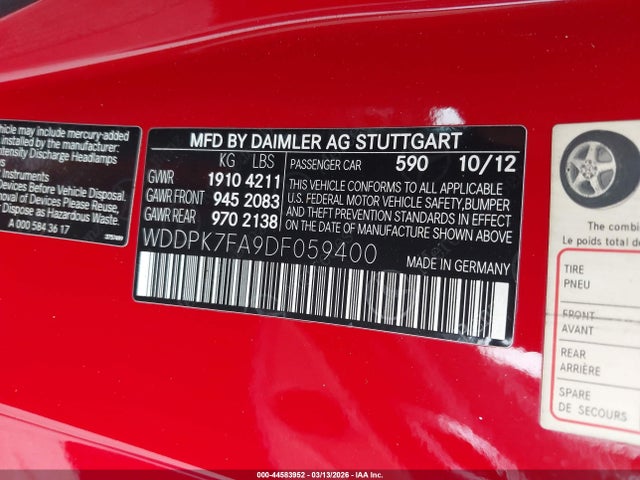 hicle may contain mercury-added
installed by the manufacturer.
ntensity Discharge Headlamps
ys
r Instruments
Devices Before Vehicle Disposal.
moval of Devices Please Reuse,
Dispose as Hazardous Waste.
A 000 584 36 17
MFD BY DAIMLER AG STUTTGART
KG LBS PASSENGER CAR 590 10/12
GVWR 1910 4211
GAWR FRONT 945 2083
GAWR REAR 970 2138
THIS VEHICLE CONFORMS TO ALL APPLICABLE
U.S. FEDERAL MOTOR VEHICLE SAFETY,BUMPER
AND THEFT PREVENTION STANDARDS IN EFFECT
ON THE DATE OF MANUFACTURE SHOWN ABOVE.
WDDPK7FA9DF059400
MADE IN GERMANY
The combi
Le poids
TIRE
PNEU
FRONT
AVANT
REAR
ARRIÈRE
SPARE
DE SECOURS
000-44583952 | 03/13/2026 - IAA Inc.